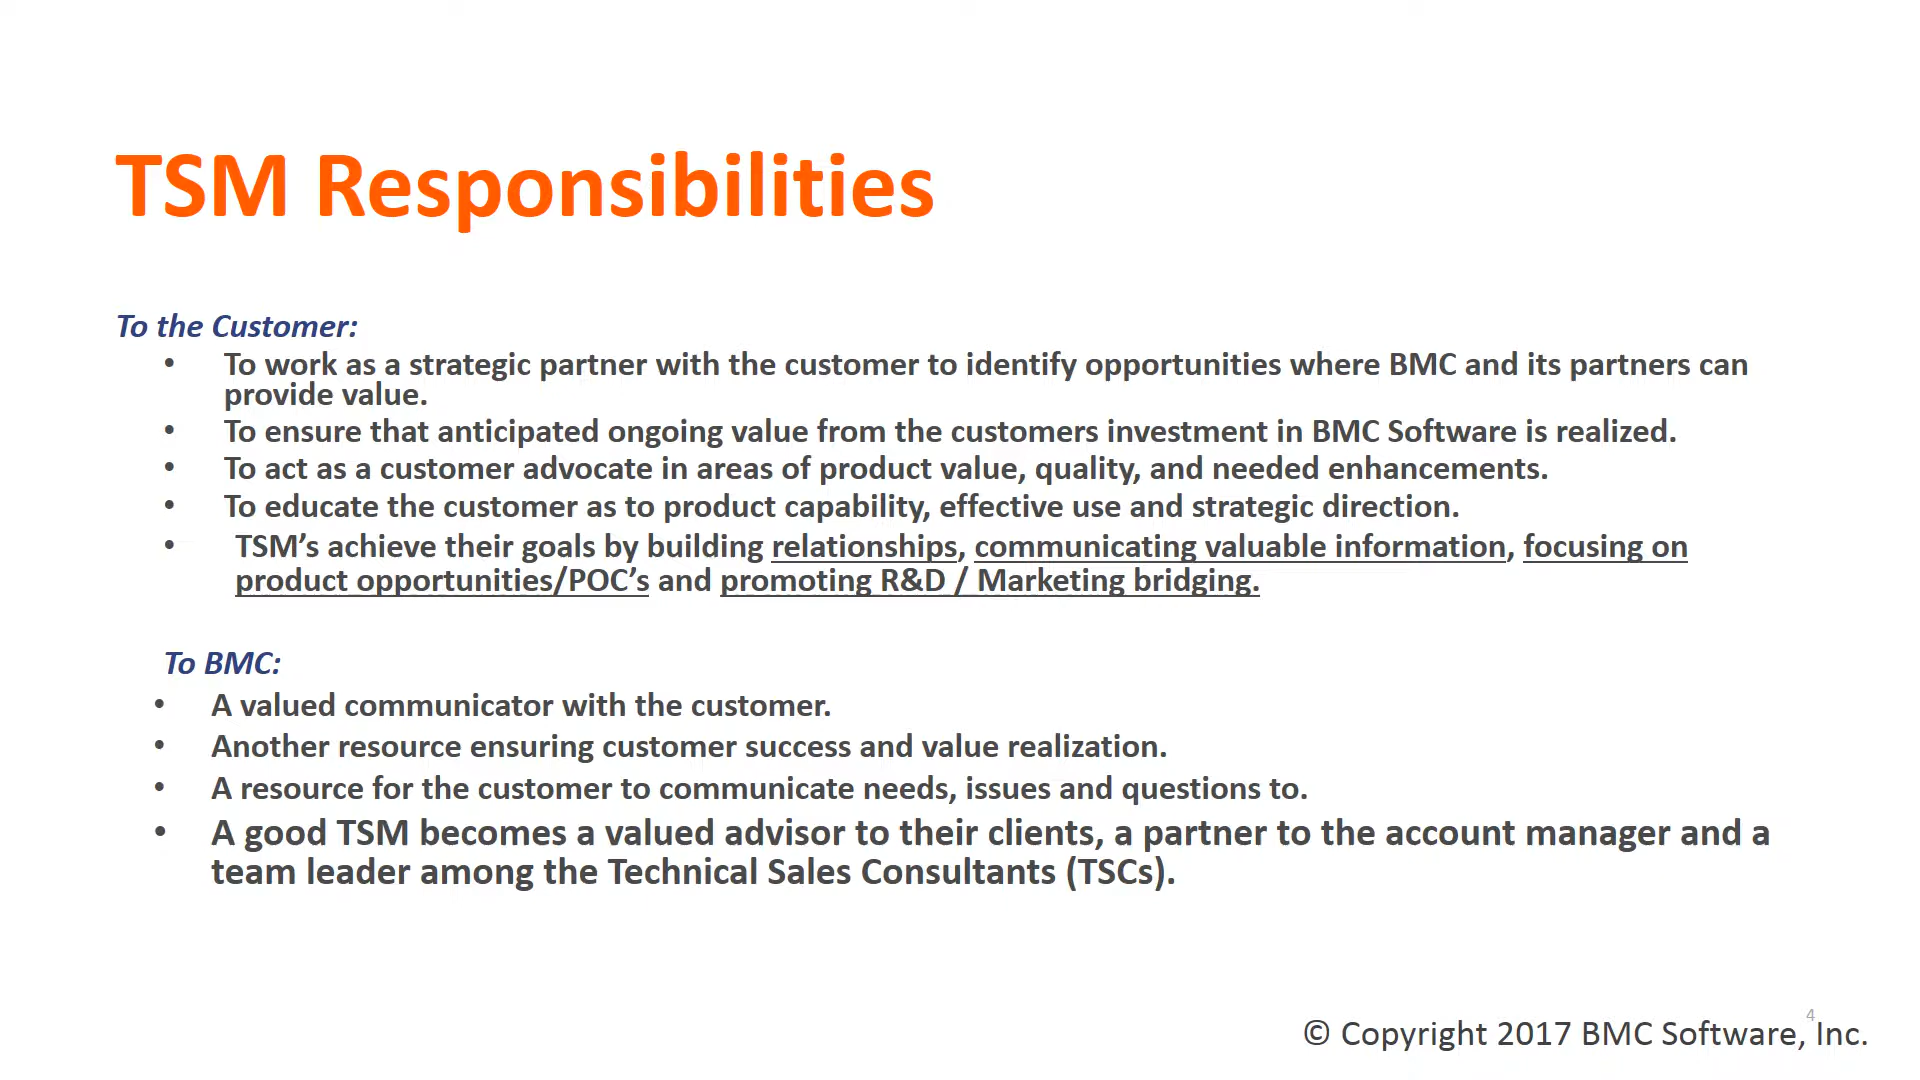 TSM Responsibilities
To the Customer:
• To work as a strategic partner with the customer to identify opportunities where BMC and its partners can
provide value.
• To ensure that anticipated ongoing value from the customers investment in BMC Software is realized.
• To act as a customer advocate in areas of product value, quality, and needed enhancements.
• To educate the customer as to product capability, effective use and strategic direction.
• TSM’s achieve their goals by building relationships, communicating valuable information, focusing on
product opportunities/POC’s and promoting R&D / Marketing bridging.
To BMC:
• A valued communicator with the customer.
• Another resource ensuring customer success and value realization.
• A resource for the customer to communicate needs, issues and questions to.
• A good TSM becomes a valued advisor to their clients, a partner to the account manager and a
team leader among the Technical Sales Consultants (TSCs).
4
© Copyright 2017 BMC Software, Inc.